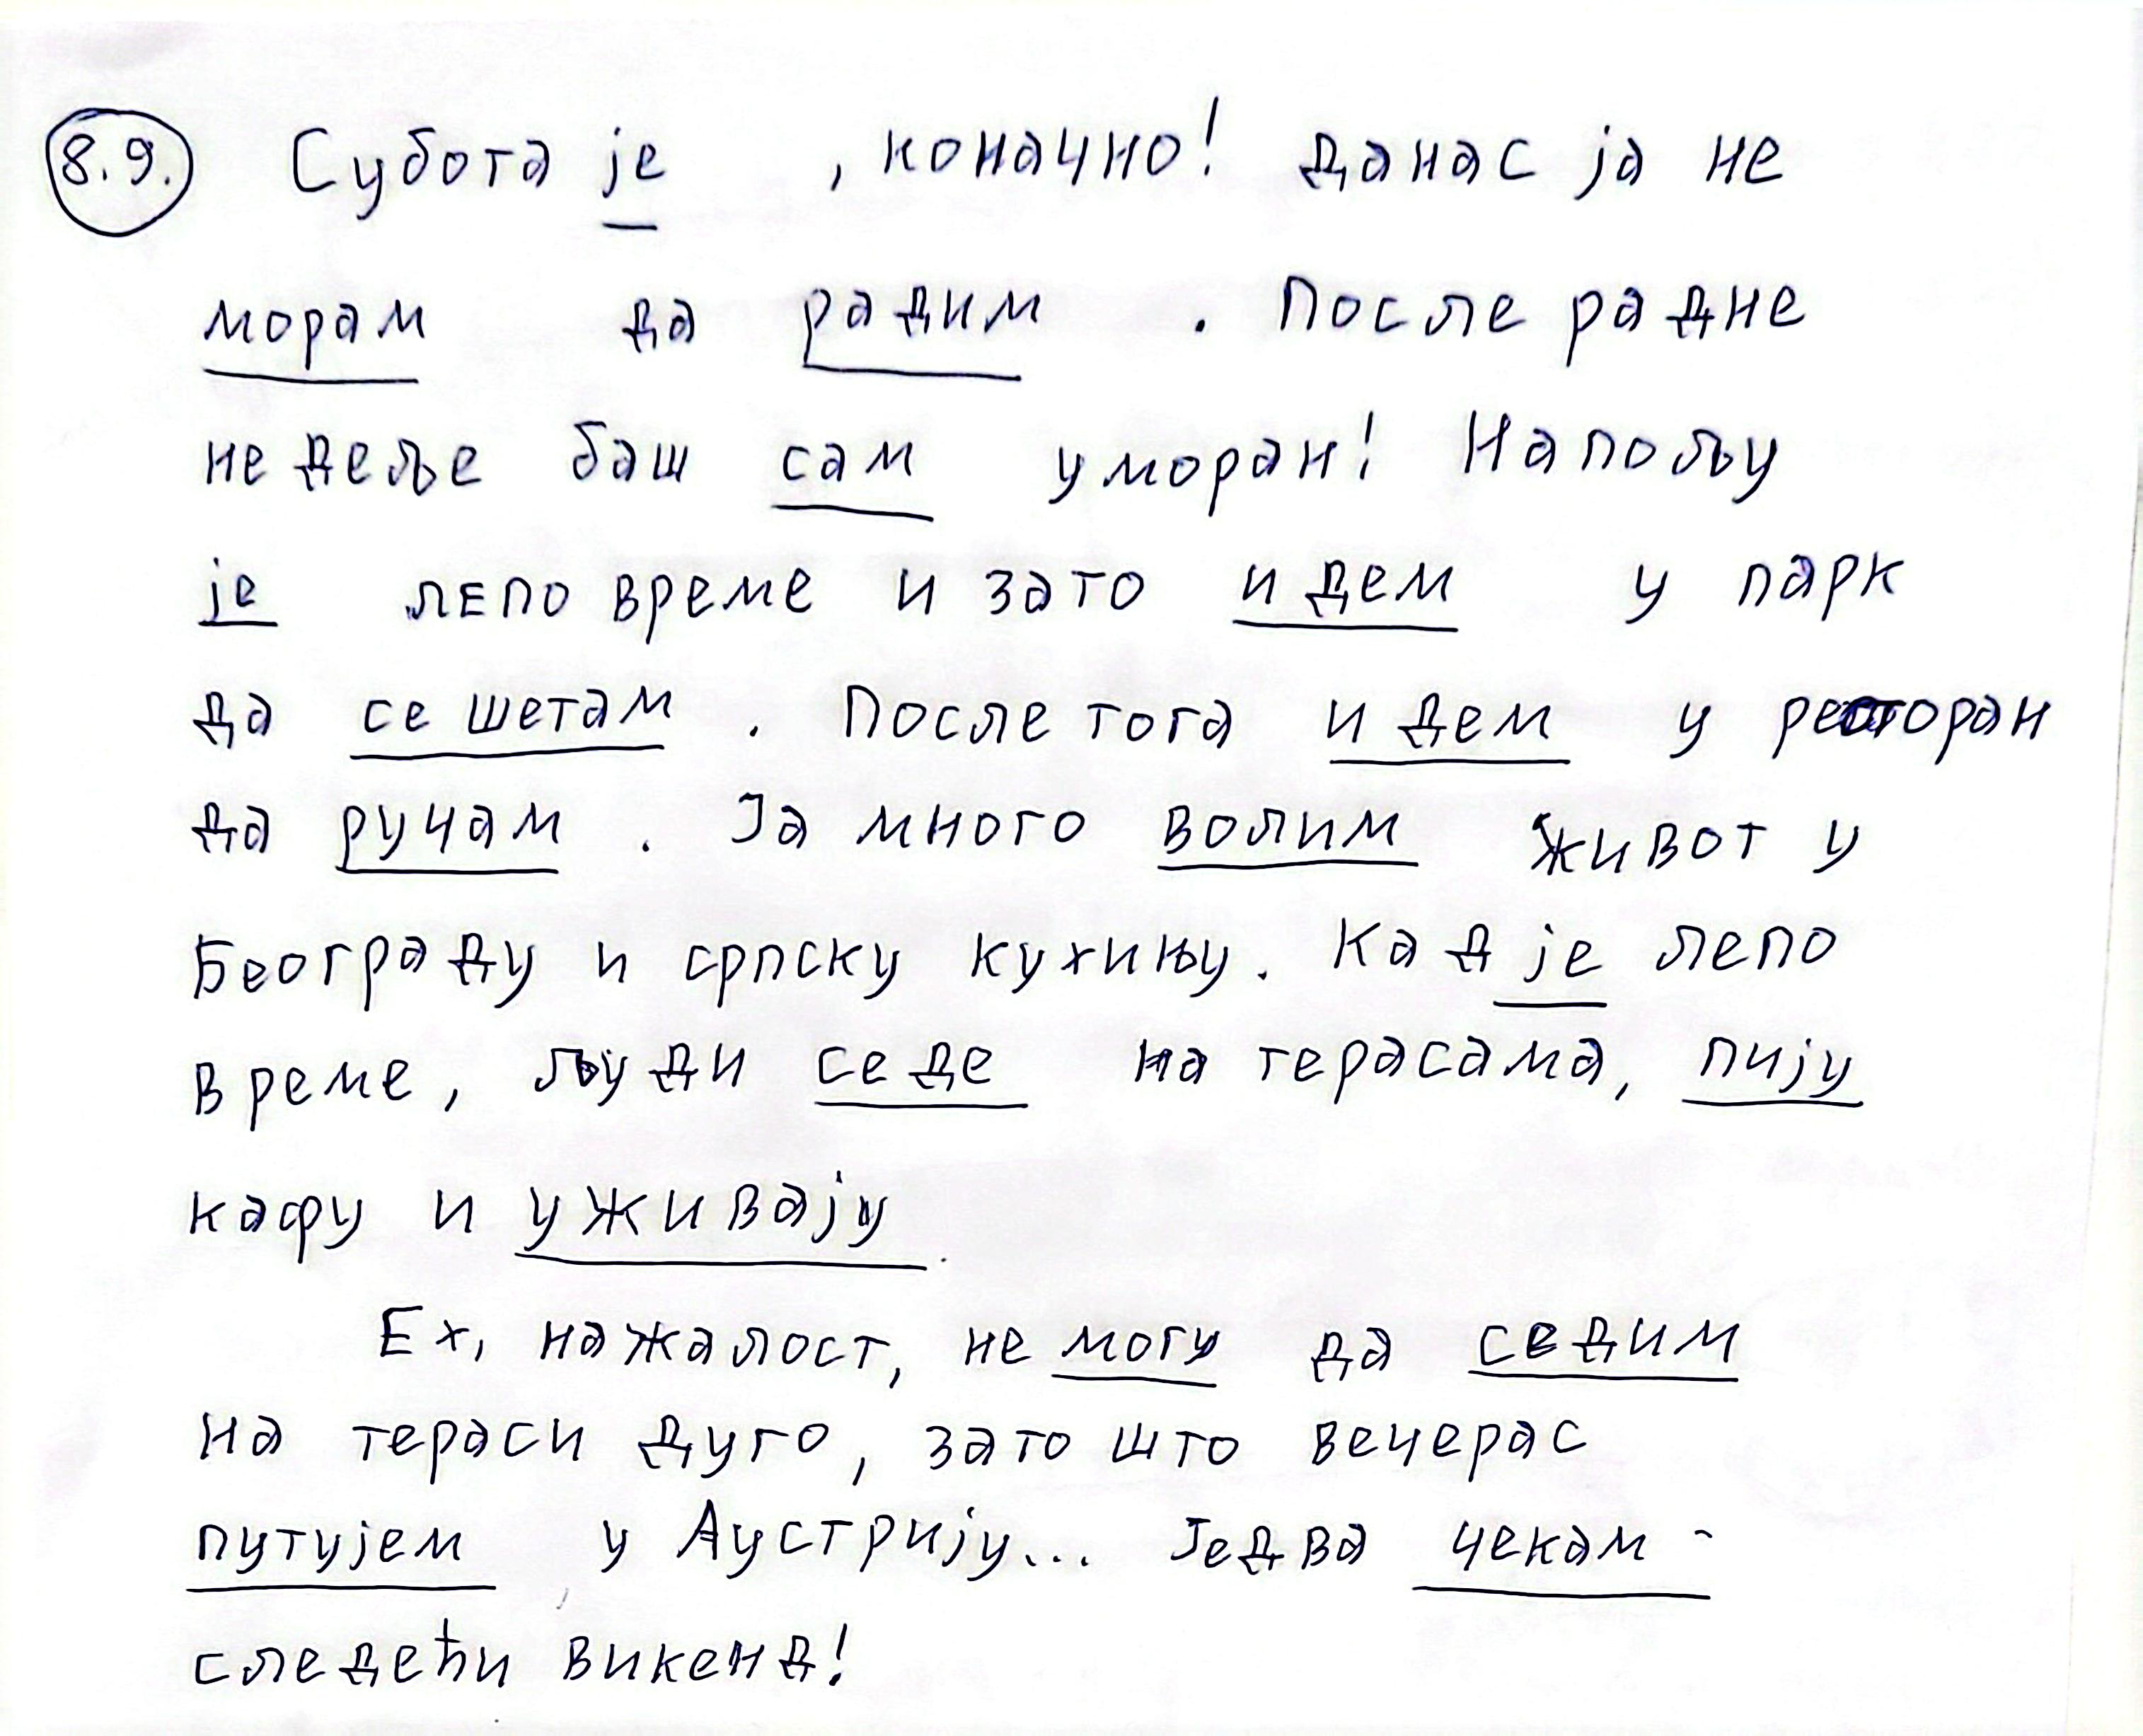 8.9. Субота је, коначно! Данас ја не
морам да радим. После радне
недеље баш сам уморан! Напољу
је лепо време и зато идем у парк
да се шетам. После тога идем у ресторан
да ручам. Ја много волим живот у
Београду и српску кухињу. Кад је лепо
време, људи седе на терасама, пију
кафу и уживају.
Ех, нажалост, не могу да седим
на тераси дуго, зато што вечерас
путујем у Аустрију... Једва чекам -
следећи викенд!